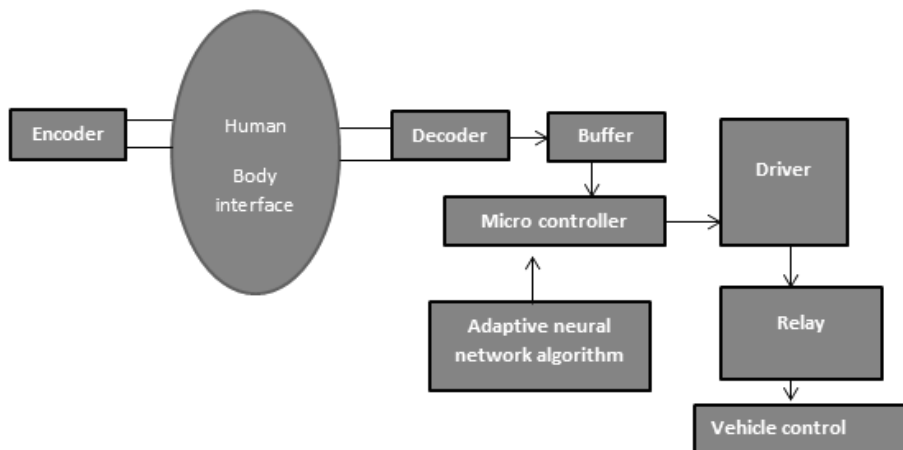 Encoder
Human
Body
interface
Decoder
Buffer
Driver
Micro controller
Adaptive neural
network algorithm
Relay
Vehicle control